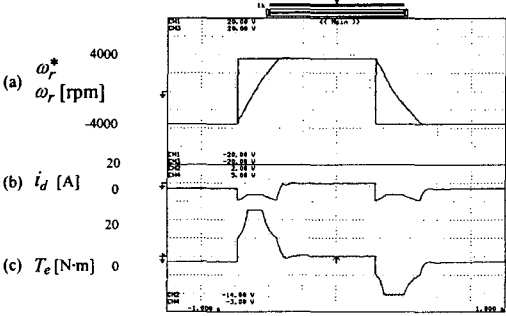 1k
CH1 20.00 V
CH3 20.00 V
<< Main >>
4000
(a) ω_r^*
ω_r [rpm]
-4000
CH1 -20.00 V
CH3 -20.00 V
CH2 2.00 V
CH4 5.00 V
20
(b) i_d [A]
0
20
(c) T_e [N·m] 0
CH2 -14.00 V
CH4 -3.00 V
-1.000 s
1.000 s